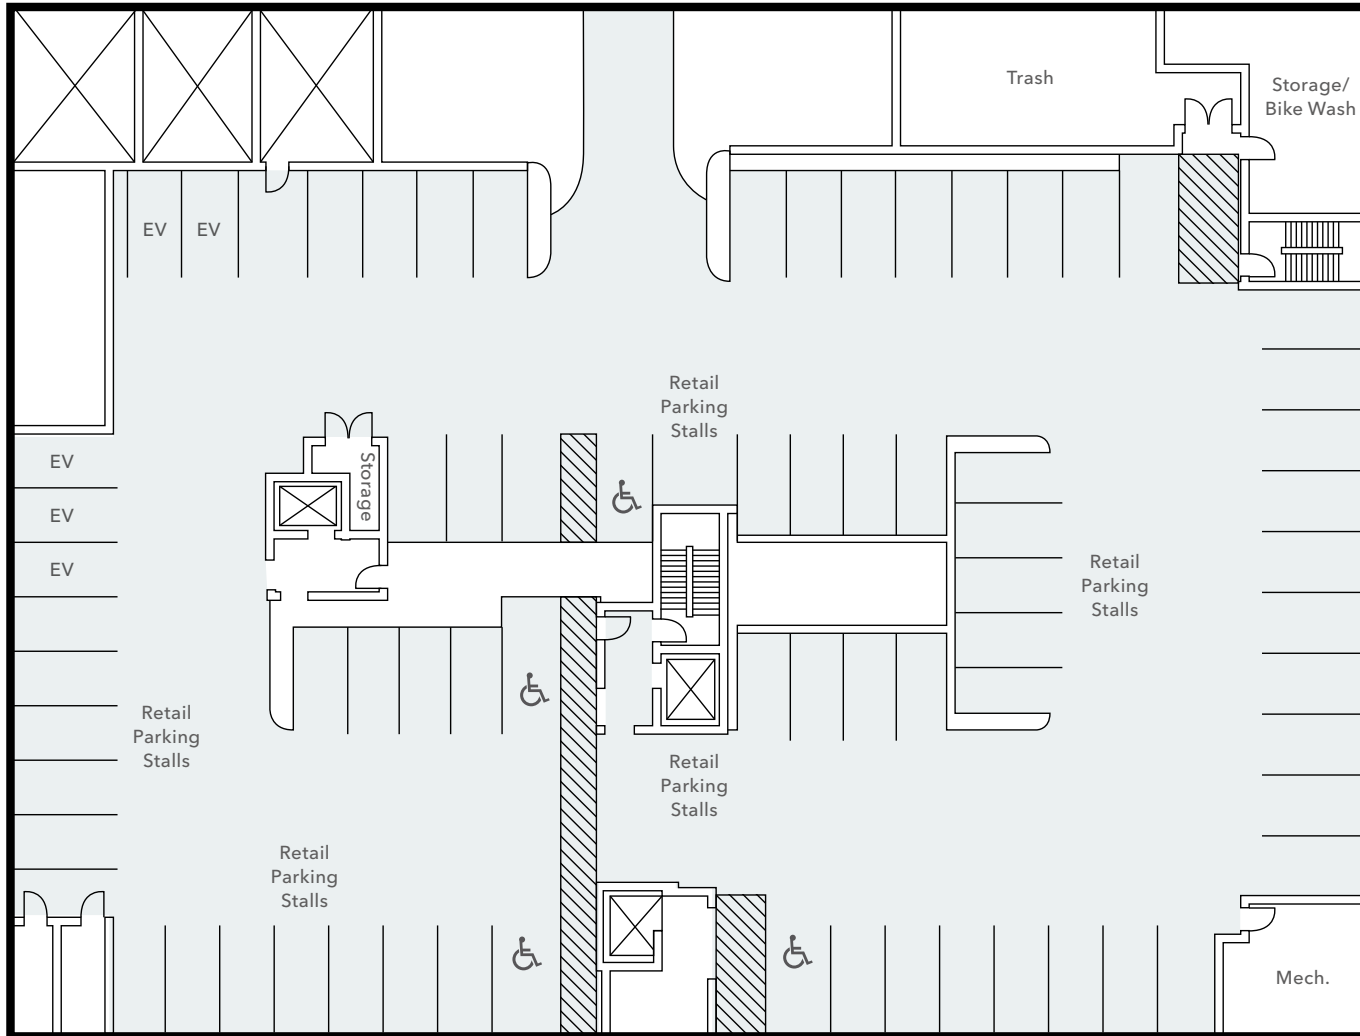 Trash
Storage/
Bike Wash
EV
EV
Retail
Parking
Stalls
EV
EV
EV
Storage
Retail
Parking
Stalls
Retail
Parking
Stalls
Retail
Parking
Stalls
Retail
Parking
Stalls
Mech.